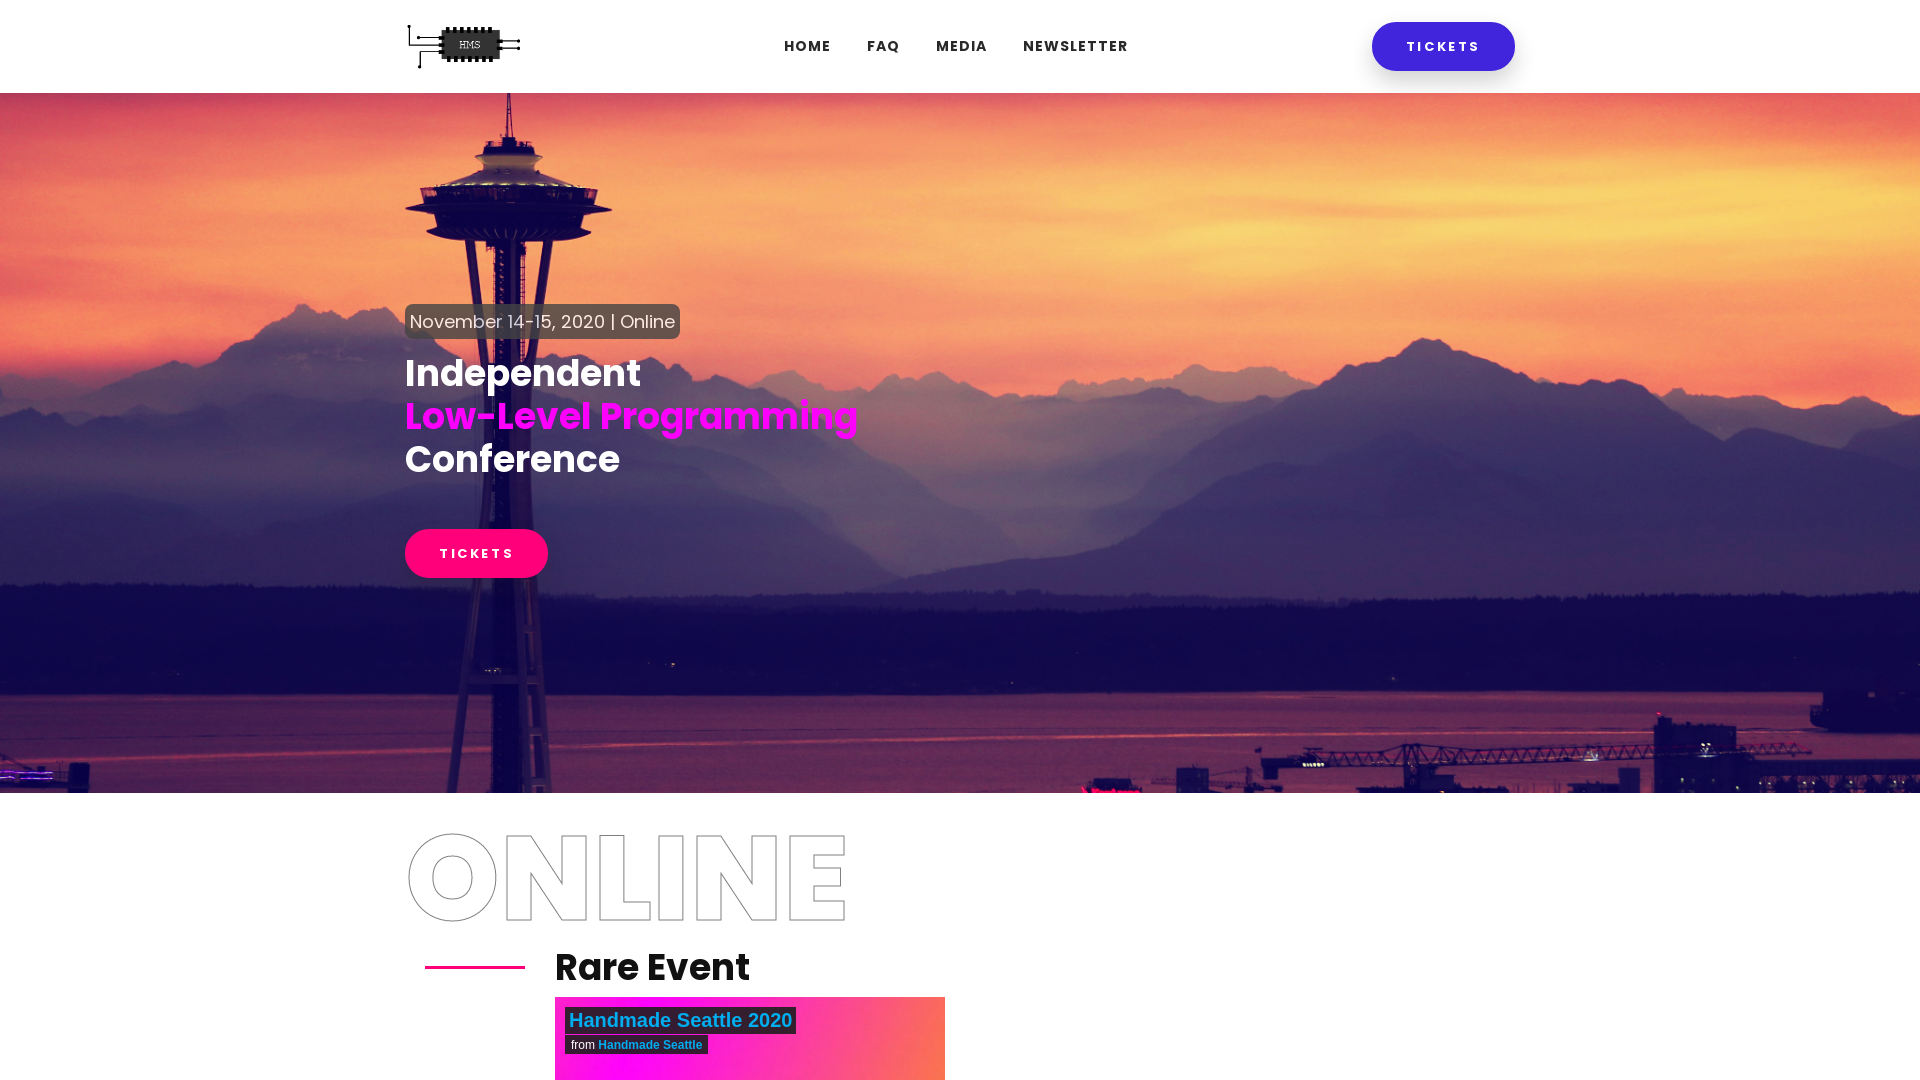 HMS
HOME FAQ MEDIA NEWSLETTER
TICKETS
November 14-15, 2020 | Online
Independent
Low-Level Programming
Conference
TICKETS
ONLINE
Rare Event
Handmade Seattle 2020
from Handmade Seattle